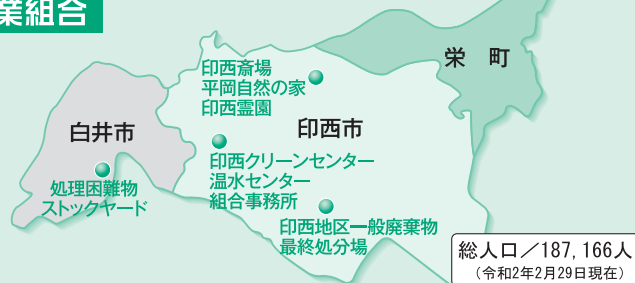 業組合
栄 町
印西斎場
平岡自然の家
印西霊園
印西市
白井市
印西クリーンセンター
温水センター
組合事務所
処理困難物
ストックヤード
印西地区一般廃棄物
最終処分場
総人口／187,166人
（令和2年2月29日現在）